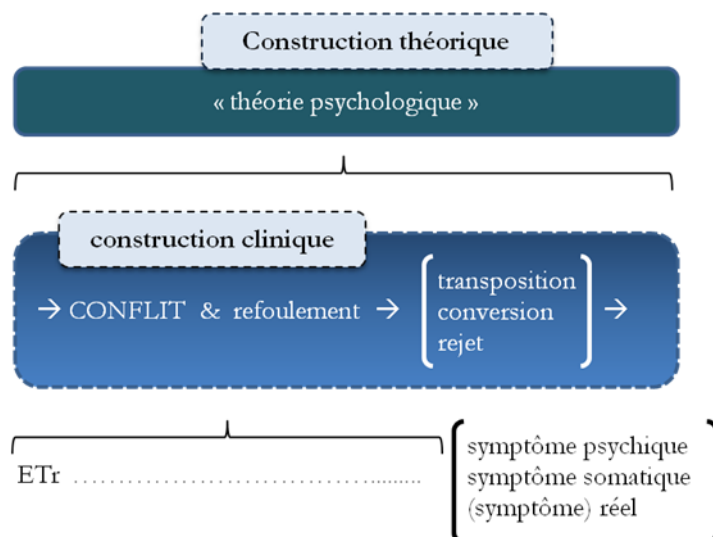 Construction théorique
« théorie psychologique »
construction clinique
→ CONFLIT & refoulement →
transposition
conversion
rejet
→
ETr ............................................
symptôme psychique
symptôme somatique
(symptôme) réel